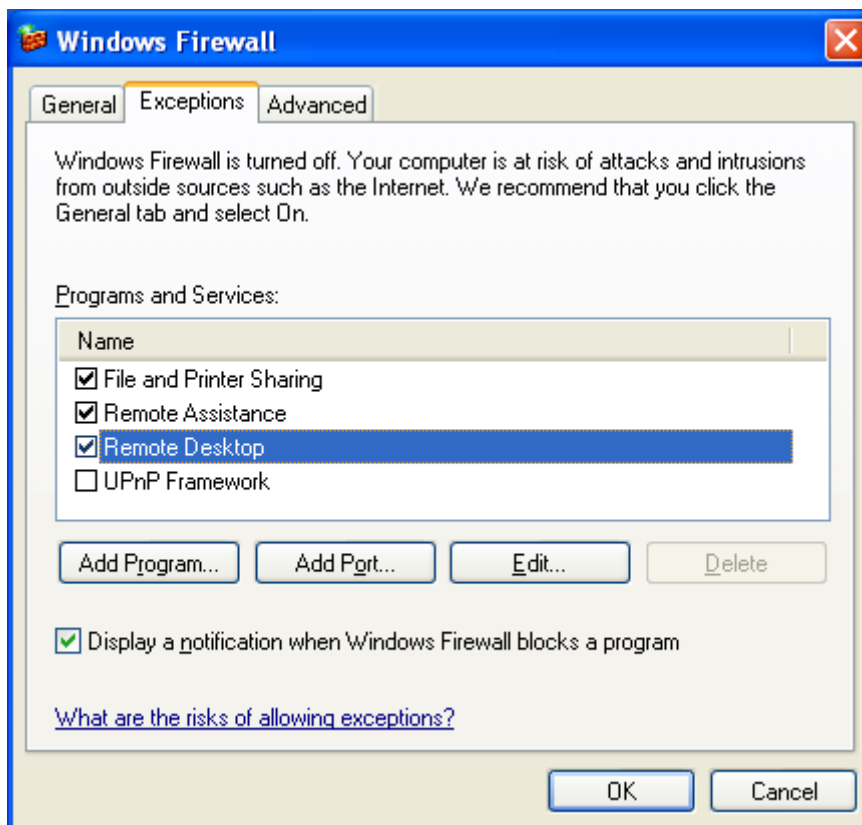 Windows Firewall
General Exceptions Advanced
Windows Firewall is turned off. Your computer is at risk of attacks and intrusions
from outside sources such as the Internet. We recommend that you click the
General tab and select On.
Programs and Services:
Name
File and Printer Sharing
Remote Assistance
Remote Desktop
UPnP Framework
Add Program... Add Port... Edit... Delete
Display a notification when Windows Firewall blocks a program
What are the risks of allowing exceptions?
OK Cancel